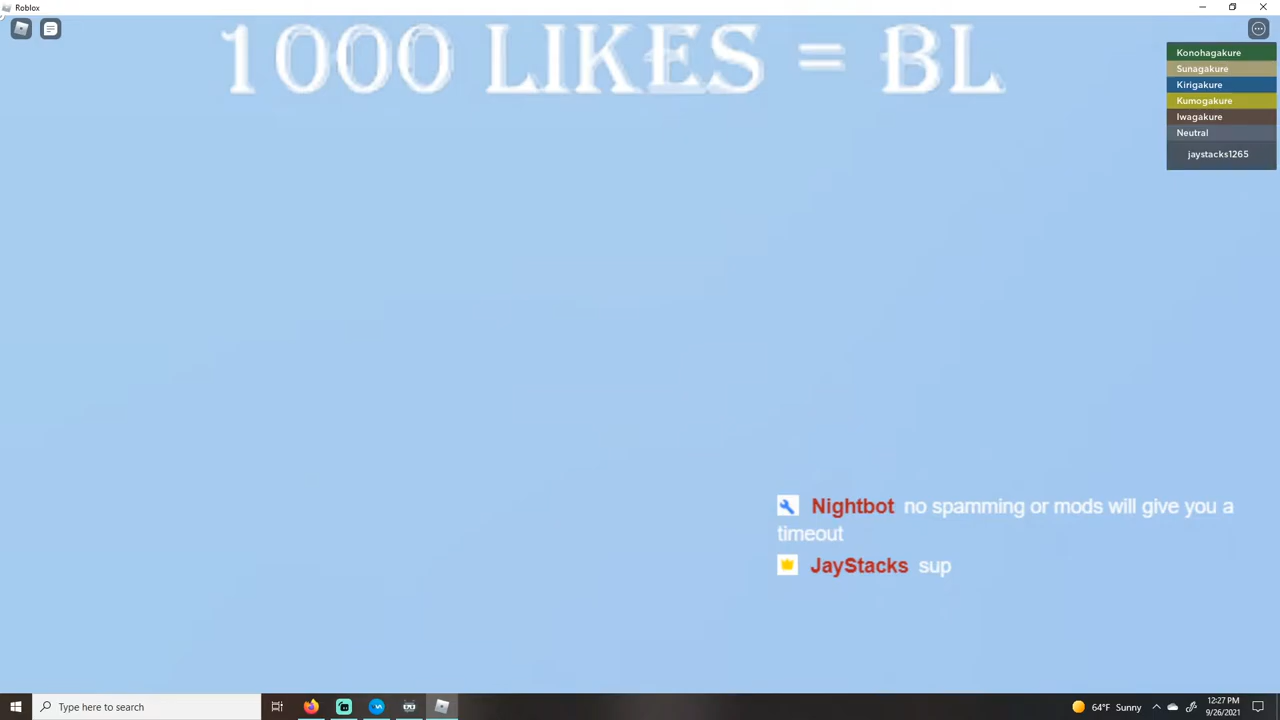 Roblox
1000 LIKES = BL
Konohagakure
Sunagakure
Kirigakure
Kumogakure
Iwagakure
Neutral
jaystacks1265
Nightbot no spamming or mods will give you a
timeout
JayStacks sup
Type here to search
64°F Sunny
12:27 PM
9/26/2021